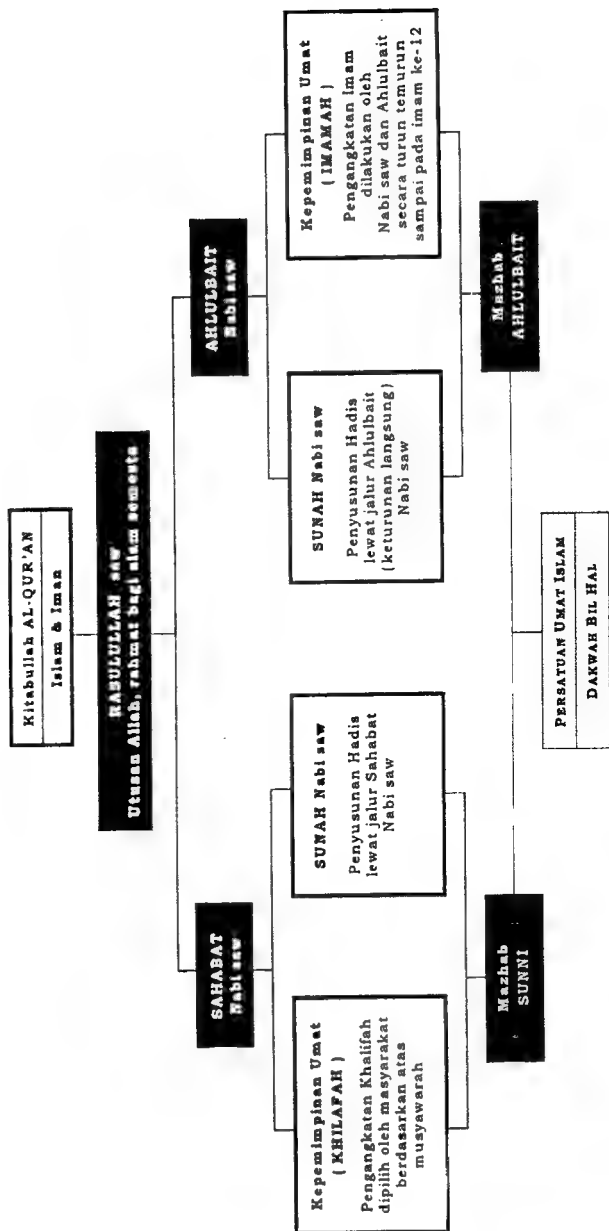 Kitabullah AL-QUR'AN
Islam & Iman
RASULULLAH saw
Utusan Allah, rahmat bagi alam semesta
SAHABAT
Nabi saw
AHLULBAIT
Nabi saw
Kepemimpinan Umat
( KHILAFAH )
Pengangkatan Khalifah
dipilih oleh masyarakat
berdasarkan atas
musyawarah
SUNAH Nabi saw
Penyusunan Hadis
lewat jalur Sahabat
Nabi saw
SUNAH Nabi saw
Penyusunan Hadis
lewat jalur Ahlulbait
(keturunan langsung)
Nabi saw
Kepemimpinan Umat
( IMAMAH )
Pengangkatan Imam
dilakukan oleh
Nabi saw dan Ahlulbait
secara turun temurun
sampai pada imam ke-12
Mazhab
SUNNI
Mazhab
AHLULBAIT
PERSATUAN UMAT ISLAM
DAKWAH BIL HAL